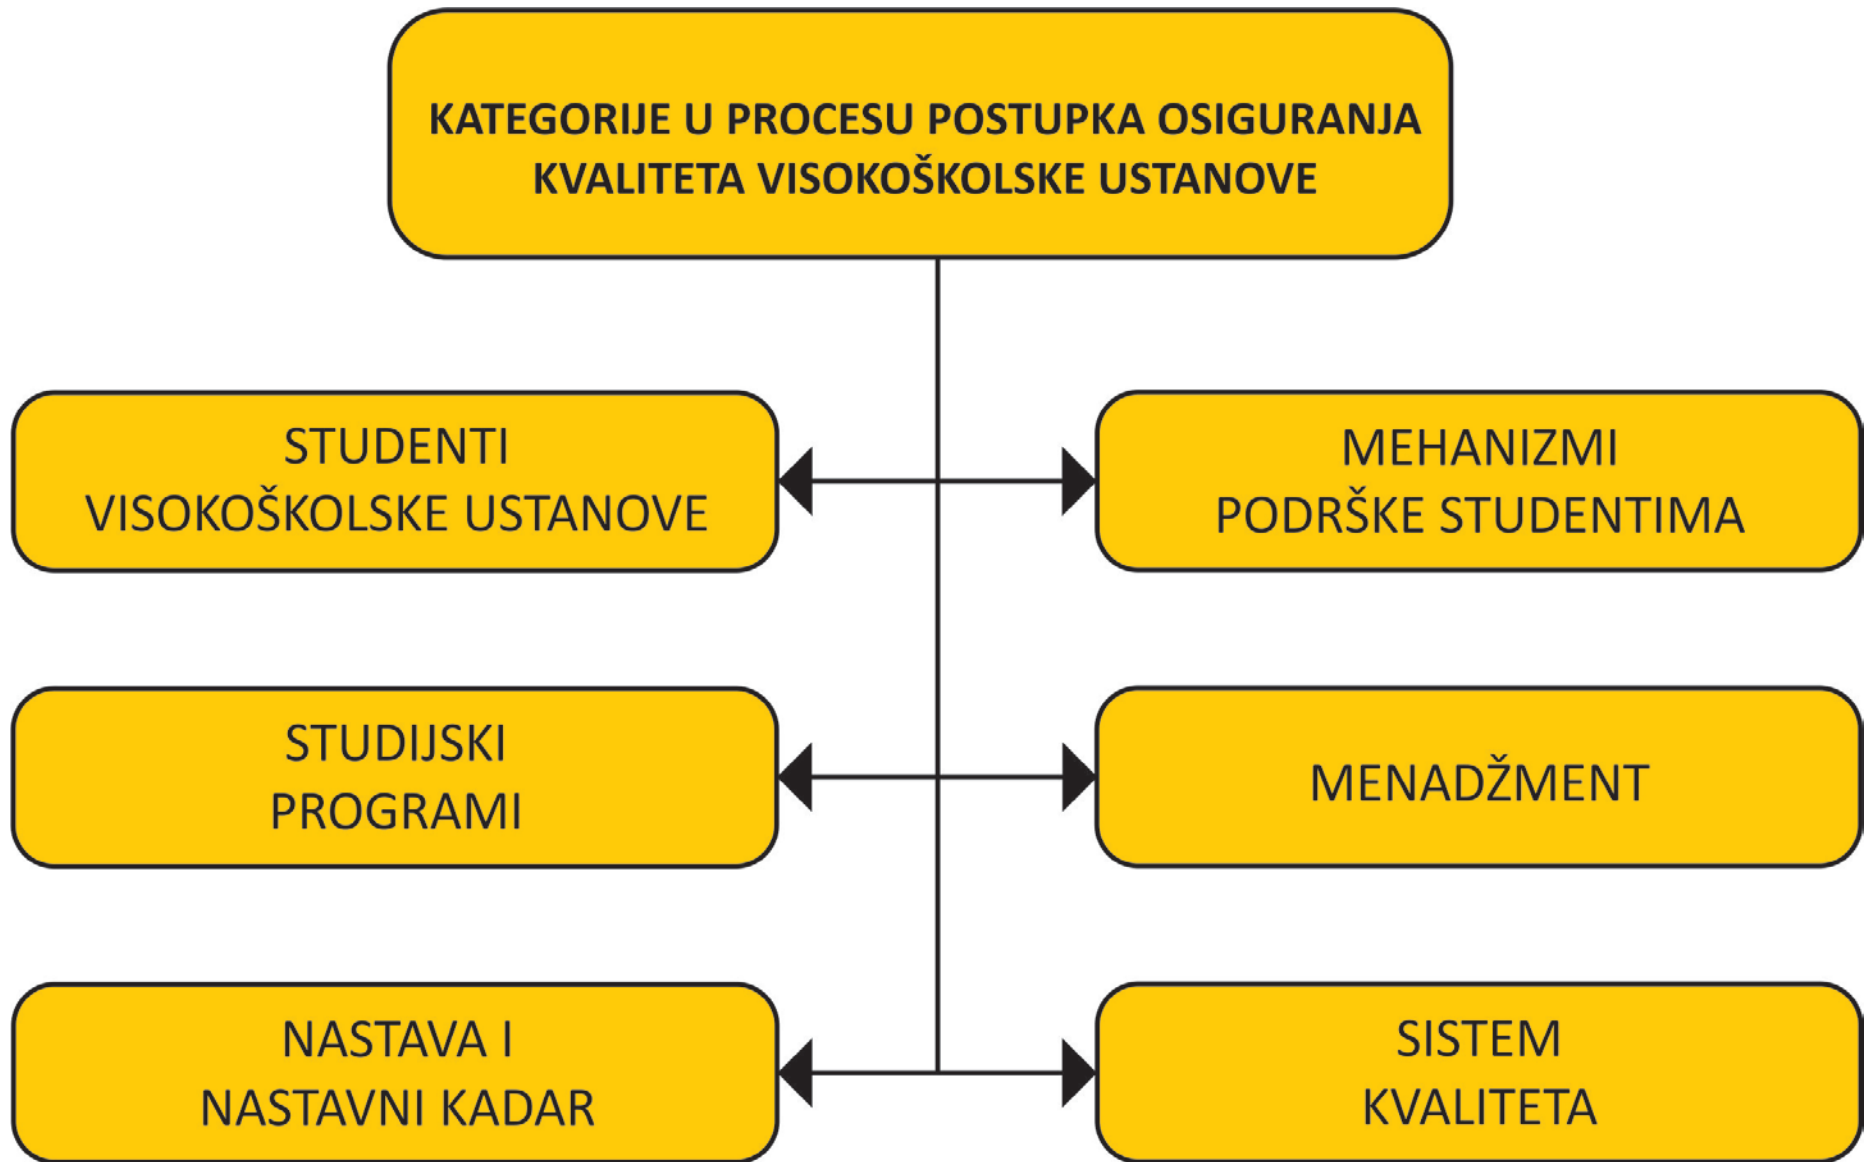 KATEGORIJE U PROCESU POSTUPKA OSIGURANJA
KVALITETA VISOKOŠKOLSKE USTANOVE
STUDENTI
VISOKOŠKOLSKE USTANOVE
MEHANIZMI
PODRŠKE STUDENTIMA
STUDIJSKI
PROGRAMI
MENADŽMENT
NASTAVA I
NASTAVNI KADAR
SISTEM
KVALITETA